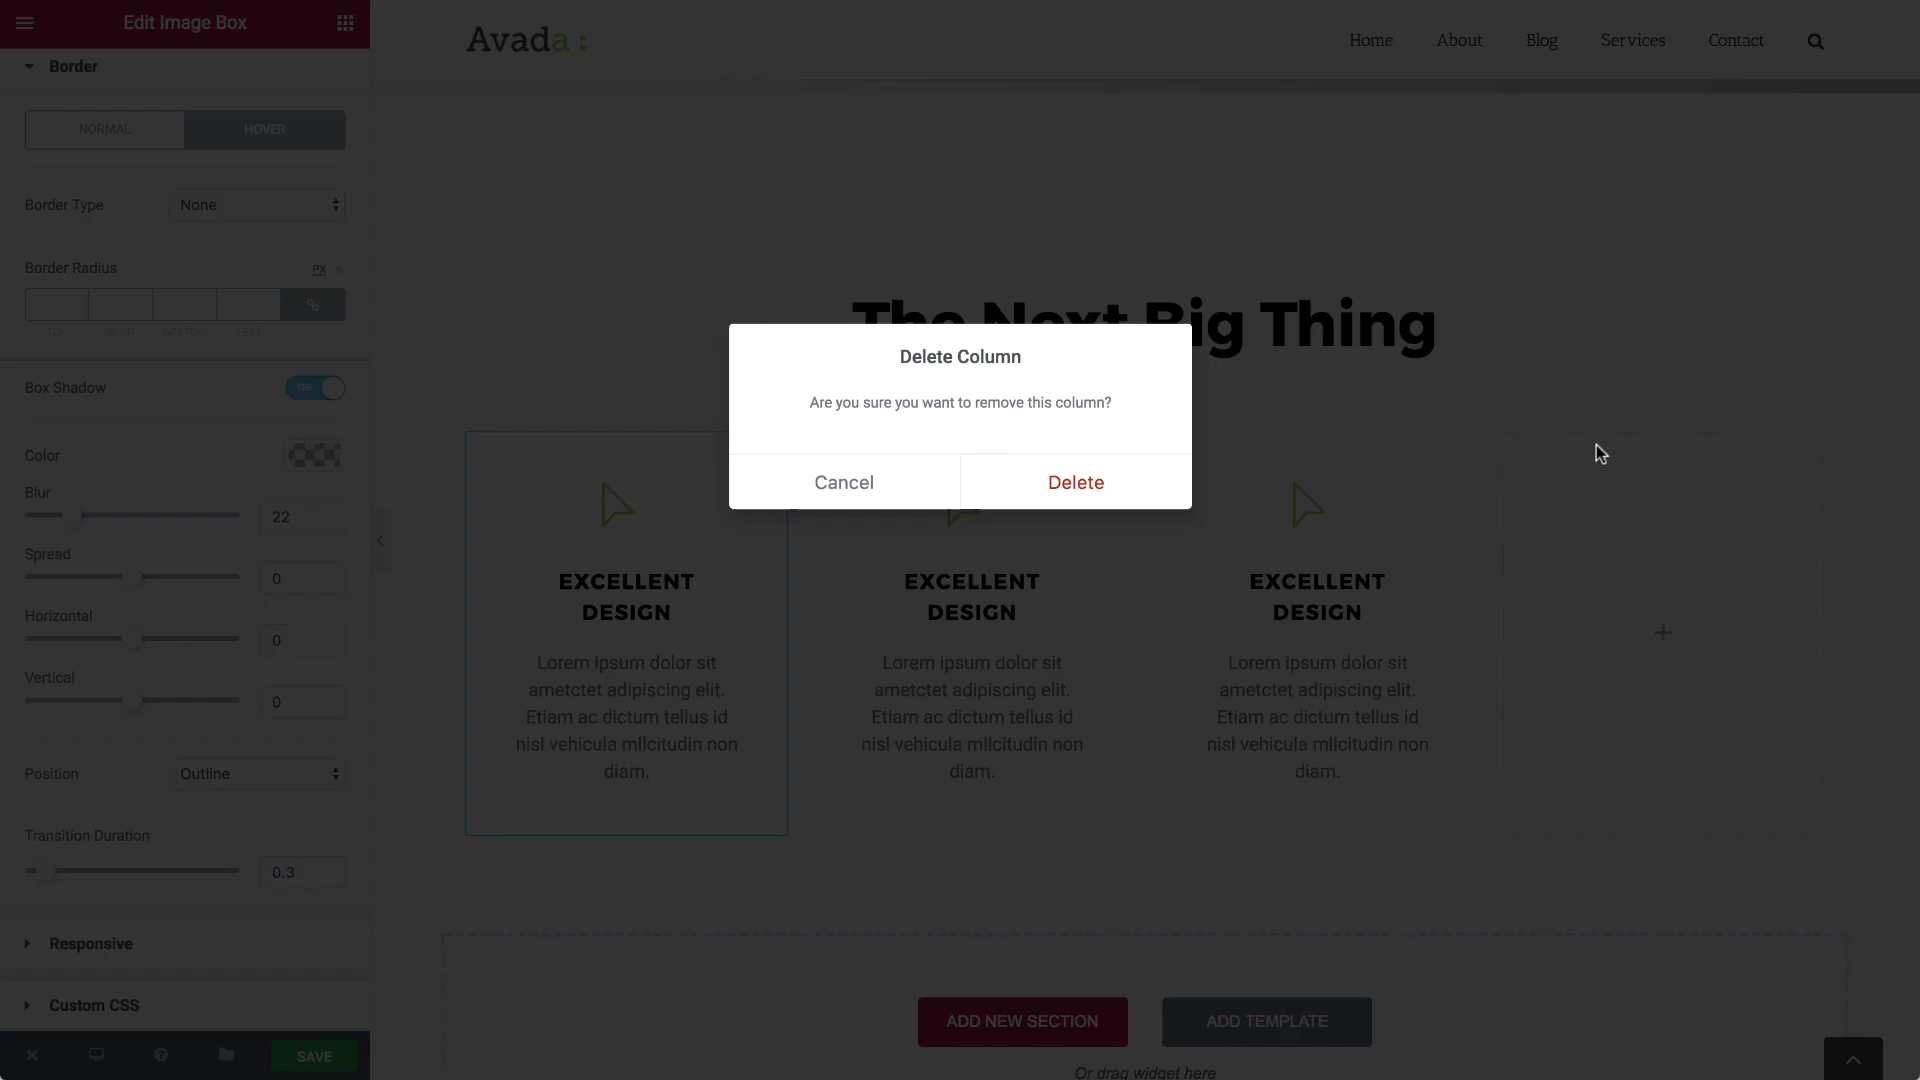 Edit Image Box
Border
NORMAL
HOVER
Border Type
None
Border Radius
PX
%
TOP
RIGHT
BOTTOM
LEFT
Box Shadow
YES
Color
Blur
22
Spread
0
Horizontal
0
Vertical
0
Position
Outline
Transition Duration
0.3
Responsive
Custom CSS
SAVE
Avada :
Home
About
Blog
Services
Contact
The Next Big Thing
Delete Column
Are you sure you want to remove this column?
Cancel
Delete
EXCELLENT
DESIGN
Lorem ipsum dolor sit
ametctet adipiscing elit.
Etiam ac dictum tellus id
nisl vehicula mllcitudin non
diam.
EXCELLENT
DESIGN
Lorem ipsum dolor sit
ametctet adipiscing elit.
Etiam ac dictum tellus id
nisl vehicula mllcitudin non
diam.
EXCELLENT
DESIGN
Lorem ipsum dolor sit
ametctet adipiscing elit.
Etiam ac dictum tellus id
nisl vehicula mllcitudin non
diam.
ADD NEW SECTION
ADD TEMPLATE
Or drag widget here